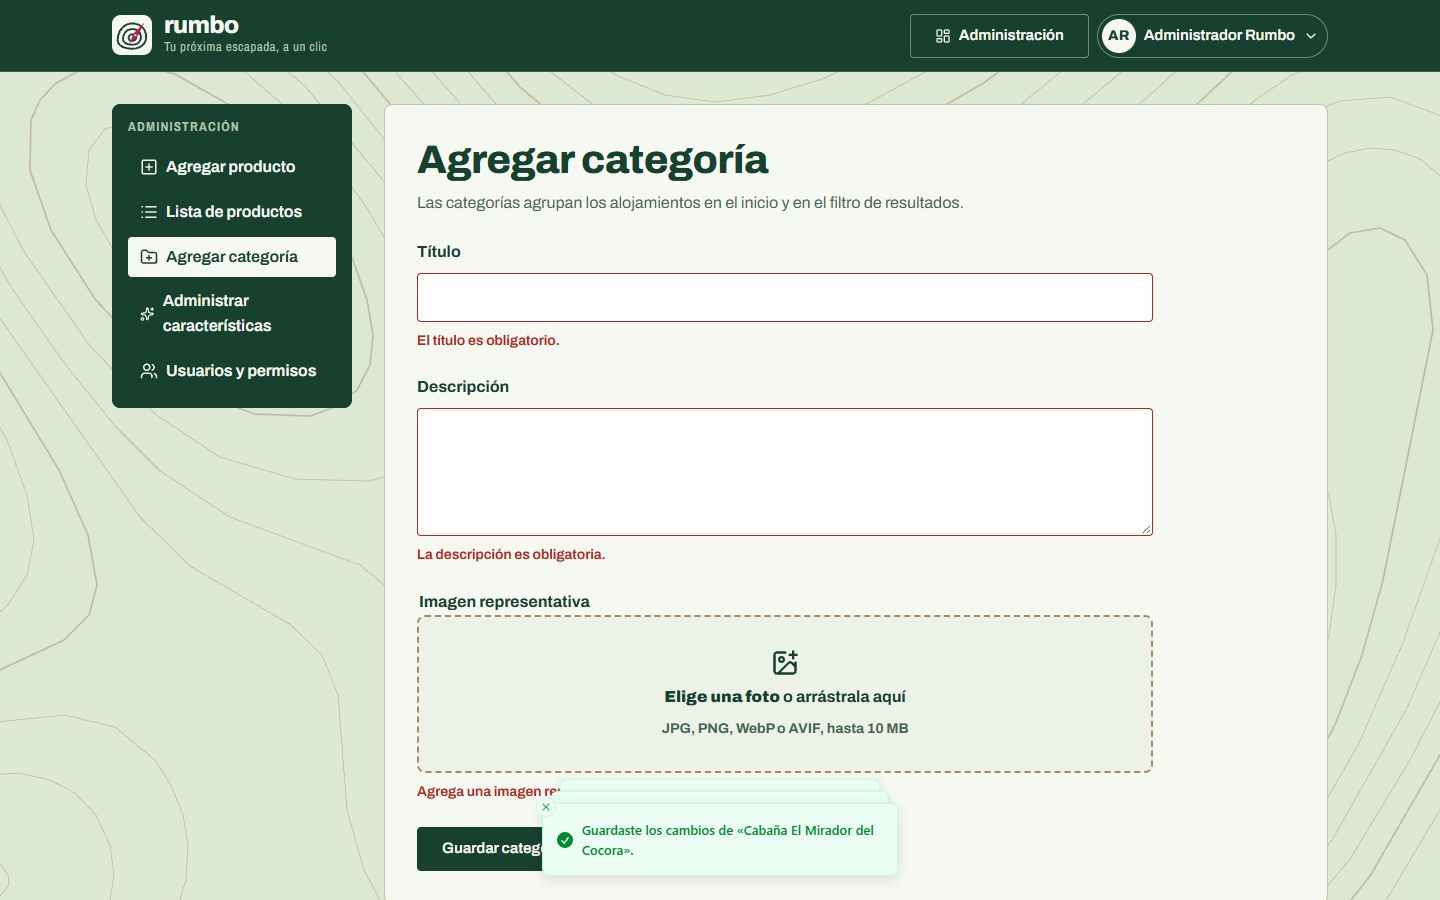 rumbo
Tu próxima escapada, a un clic
Administración
AR
Administrador Rumbo
ADMINISTRACIÓN
Agregar producto
Lista de productos
Agregar categoría
Administrar
características
Usuarios y permisos
Agregar categoría
Las categorías agrupan los alojamientos en el inicio y en el filtro de resultados.
Título
El título es obligatorio.
Descripción
La descripción es obligatoria.
Imagen representativa
Elige una foto o arrástrala aquí
JPG, PNG, WebP o AVIF, hasta 10 MB
Agrega una imagen
Guardar
Guardaste los cambios de «Cabaña El Mirador del
Cocora».